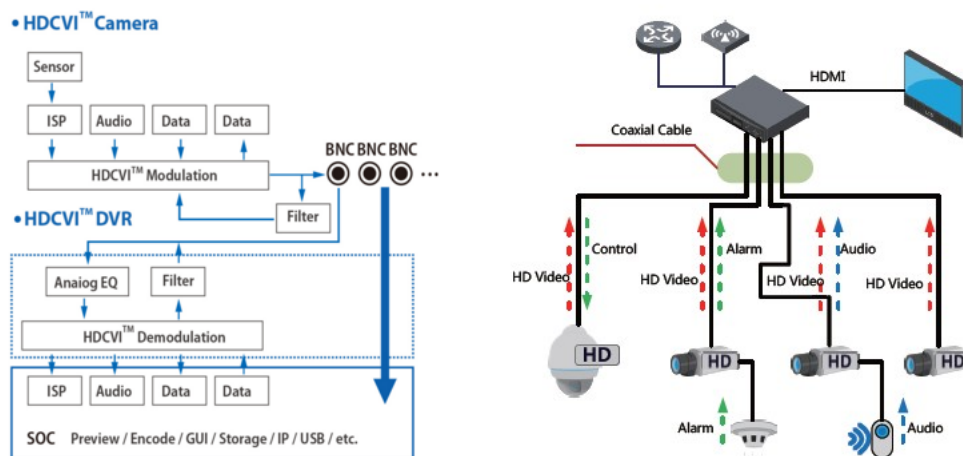 • HDCVI™ Camera
Sensor
ISP
Audio
Data
Data
HDCVI™ Modulation
BNC BNC BNC
...
Filter
• HDCVI™ DVR
Anaiog EQ
Filter
HDCVI™ Demodulation
ISP
Audio
Data
Data
SOC Preview / Encode / GUI / Storage / IP / USB / etc.
HDMI
Coaxial Cable
Control
HD Video
Alarm
HD Video
Audio
HD Video
HD Video
HD
HD
HD
HD
Alarm
Audio